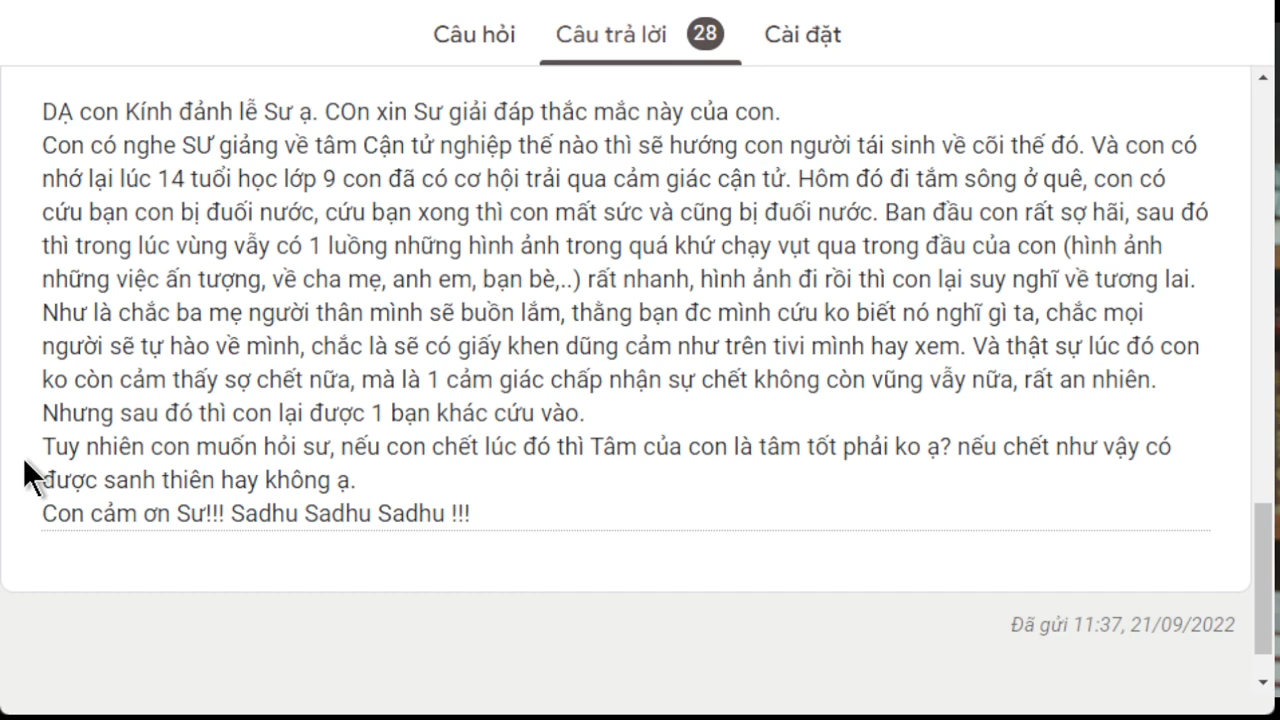 Câu hỏi Câu trả lời 28 Cài đặt
DẠ con Kính đảnh lễ Sư ạ. COn xin Sư giải đáp thắc mắc này của con.
Con có nghe SƯ giảng về tâm Cận tử nghiệp thế nào thì sẽ hướng con người tái sinh về cõi thế đó. Và con có
nhớ lại lúc 14 tuổi học lớp 9 con đã có cơ hội trải qua cảm giác cận tử. Hôm đó đi tắm sông ở quê, con có
cứu bạn con bị đuối nước, cứu bạn xong thì con mất sức và cũng bị đuối nước. Ban đầu con rất sợ hãi, sau đó
thì trong lúc vùng vẫy có 1 luồng những hình ảnh trong quá khứ chạy vụt qua trong đầu của con (hình ảnh
những việc ấn tượng, về cha mẹ, anh em, bạn bè,..) rất nhanh, hình ảnh đi rồi thì con lại suy nghĩ về tương lai.
Như là chắc ba mẹ người thân mình sẽ buồn lắm, thằng bạn đc mình cứu ko biết nó nghĩ gì ta, chắc mọi
người sẽ tự hào về mình, chắc là sẽ có giấy khen dũng cảm như trên tivi mình hay xem. Và thật sự lúc đó con
ko còn cảm thấy sợ chết nữa, mà là 1 cảm giác chấp nhận sự chết không còn vũng vẫy nữa, rất an nhiên.
Nhưng sau đó thì con lại được 1 bạn khác cứu vào.
Tuy nhiên con muốn hỏi sư, nếu con chết lúc đó thì Tâm của con là tâm tốt phải ko ạ? nếu chết như vậy có
được sanh thiên hay không ạ.
Con cảm ơn Sư!!! Sadhu Sadhu Sadhu !!!
Đã gửi 11:37, 21/09/2022